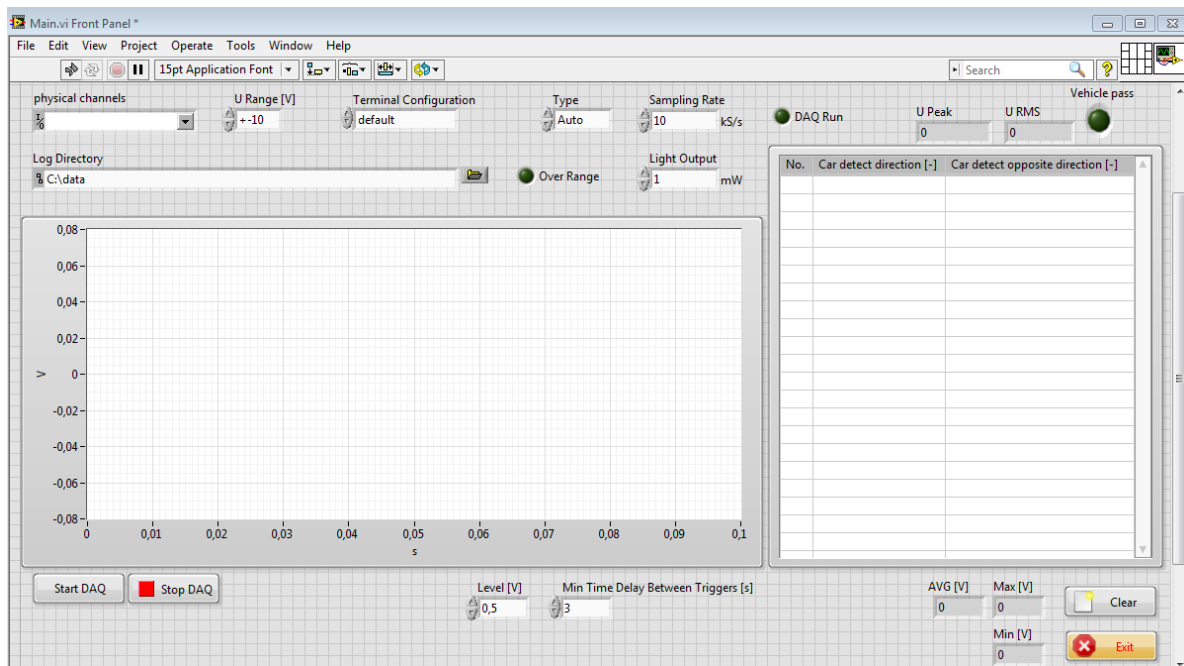 Main.vi Front Panel *
File Edit View Project Operate Tools Window Help
15pt Application Font
Search
physical channels U Range [V] Terminal Configuration Type Sampling Rate Vehicle pass
+-10 default Auto 10 kS/s DAQ Run U Peak U RMS
0 0
Log Directory Light Output
C:\data Over Range 1 mW
No. Car detect direction [-] Car detect opposite direction [-]
0,08
0,06
0,04
0,02
V 0
-0,02
-0,04
-0,06
-0,08
0 0,01 0,02 0,03 0,04 0,05 0,06 0,07 0,08 0,09 0,1
s
Start DAQ Stop DAQ Level [V] Min Time Delay Between Triggers [s] AVG [V] Max [V]
0,5 3 0 0 Clear
Min [V]
0 Exit